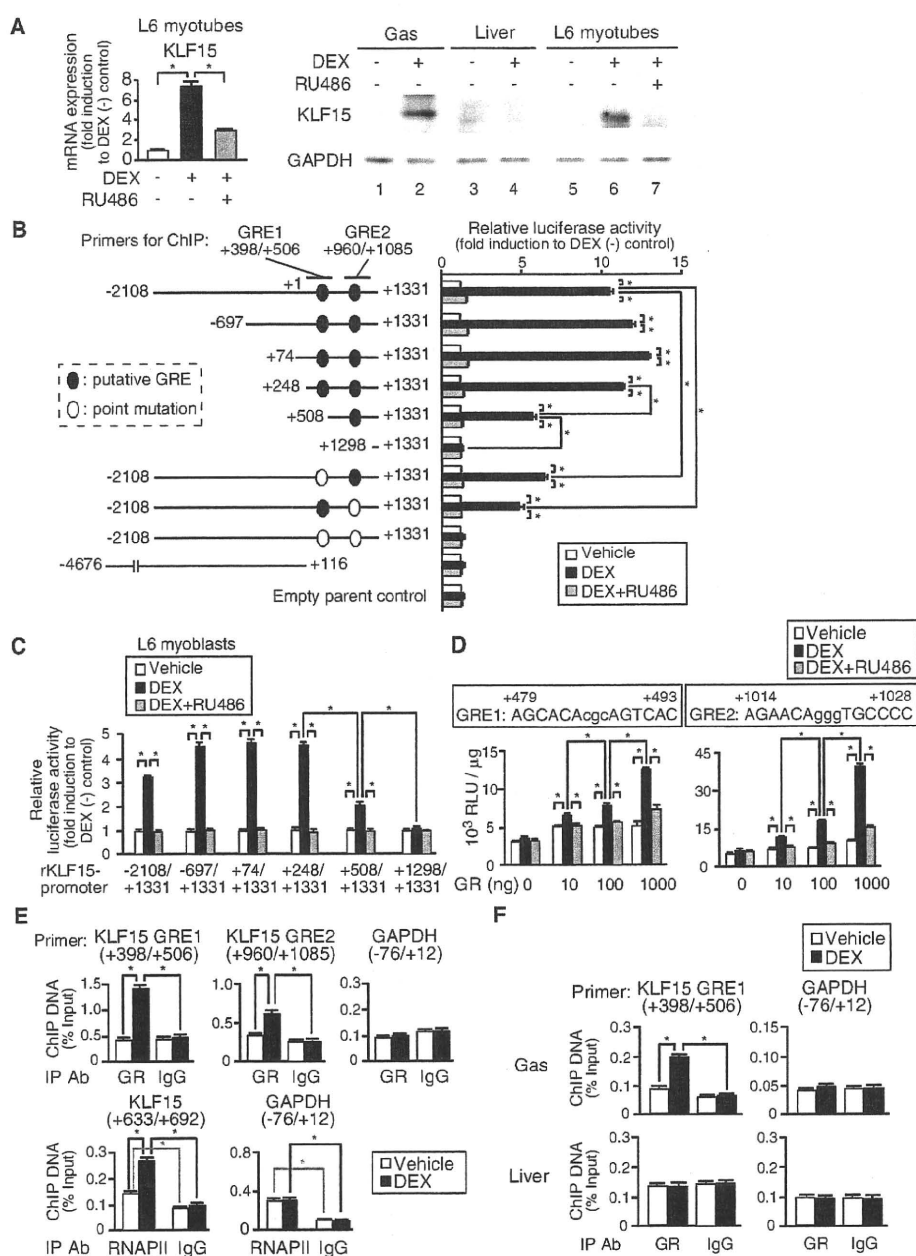 A
L6 myotubes
KLF15
mRNA expression
(fold induction
to DEX (-) control)
8
6
4
2
0
* *
DEX - + +
RU486 - - +
Gas Liver L6 myotubes
DEX - + - + - + +
RU486 - - - - - - +
KLF15
GAPDH
1 2 3 4 5 6 7
B
Primers for ChIP:
GRE1
+398/+506
GRE2
+960/+1085
Relative luciferase activity
(fold induction to DEX (-) control)
0 5 10 15
+1
-2108 +1331
-697 +1331
+74 +1331
+248 +1331
+508 +1331
+1298 +1331
-2108 +1331
-2108 +1331
-2108 +1331
-4676 +116
Empty parent control
: putative GRE
: point mutation
Vehicle
DEX
DEX+RU486
C
L6 myoblasts
Vehicle
DEX
DEX+RU486
Relative
luciferase activity
(fold induction to
DEX (-) control)
5
4
3
2
1
0
rKLF15-
promoter
-2108/ -697/ +74/ +248/ +508/ +1298/
+1331 +1331 +1331 +1331 +1331 +1331
D
Vehicle
DEX
DEX+RU486
+479 +493
GRE1: AGCACAcgcAGTCAC
+1014 +1028
GRE2: AGAACAgggTGCCCC
10³ RLU / µg
15
10
5
0
45
30
15
0
GR (ng) 0 10 100 1000
0 10 100 1000
E
Primer: KLF15 GRE1
(+398/+506)
KLF15 GRE2
(+960/+1085)
GAPDH
(-76/+12)
ChIP DNA
(% Input)
1.5
1.0
0.5
0
1.0
0.5
0
0.3
0.2
0.1
0
IP Ab GR IgG GR IgG GR IgG
KLF15
(+633/+692)
GAPDH
(-76/+12)
ChIP DNA
(% Input)
0.3
0.2
0.1
0
0.8
0.4
0
IP Ab RNAPII IgG RNAPII IgG
Vehicle
DEX
F
Vehicle
DEX
Primer: KLF15 GRE1
(+398/+506)
GAPDH
(-76/+12)
Gas
ChIP DNA
(% Input)
0.3
0.2
0.1
0
0.15
0.10
0.05
0
Liver
ChIP DNA
(% Input)
0.3
0.2
0.1
0
0.3
0.2
0.1
0
IP Ab GR IgG GR IgG